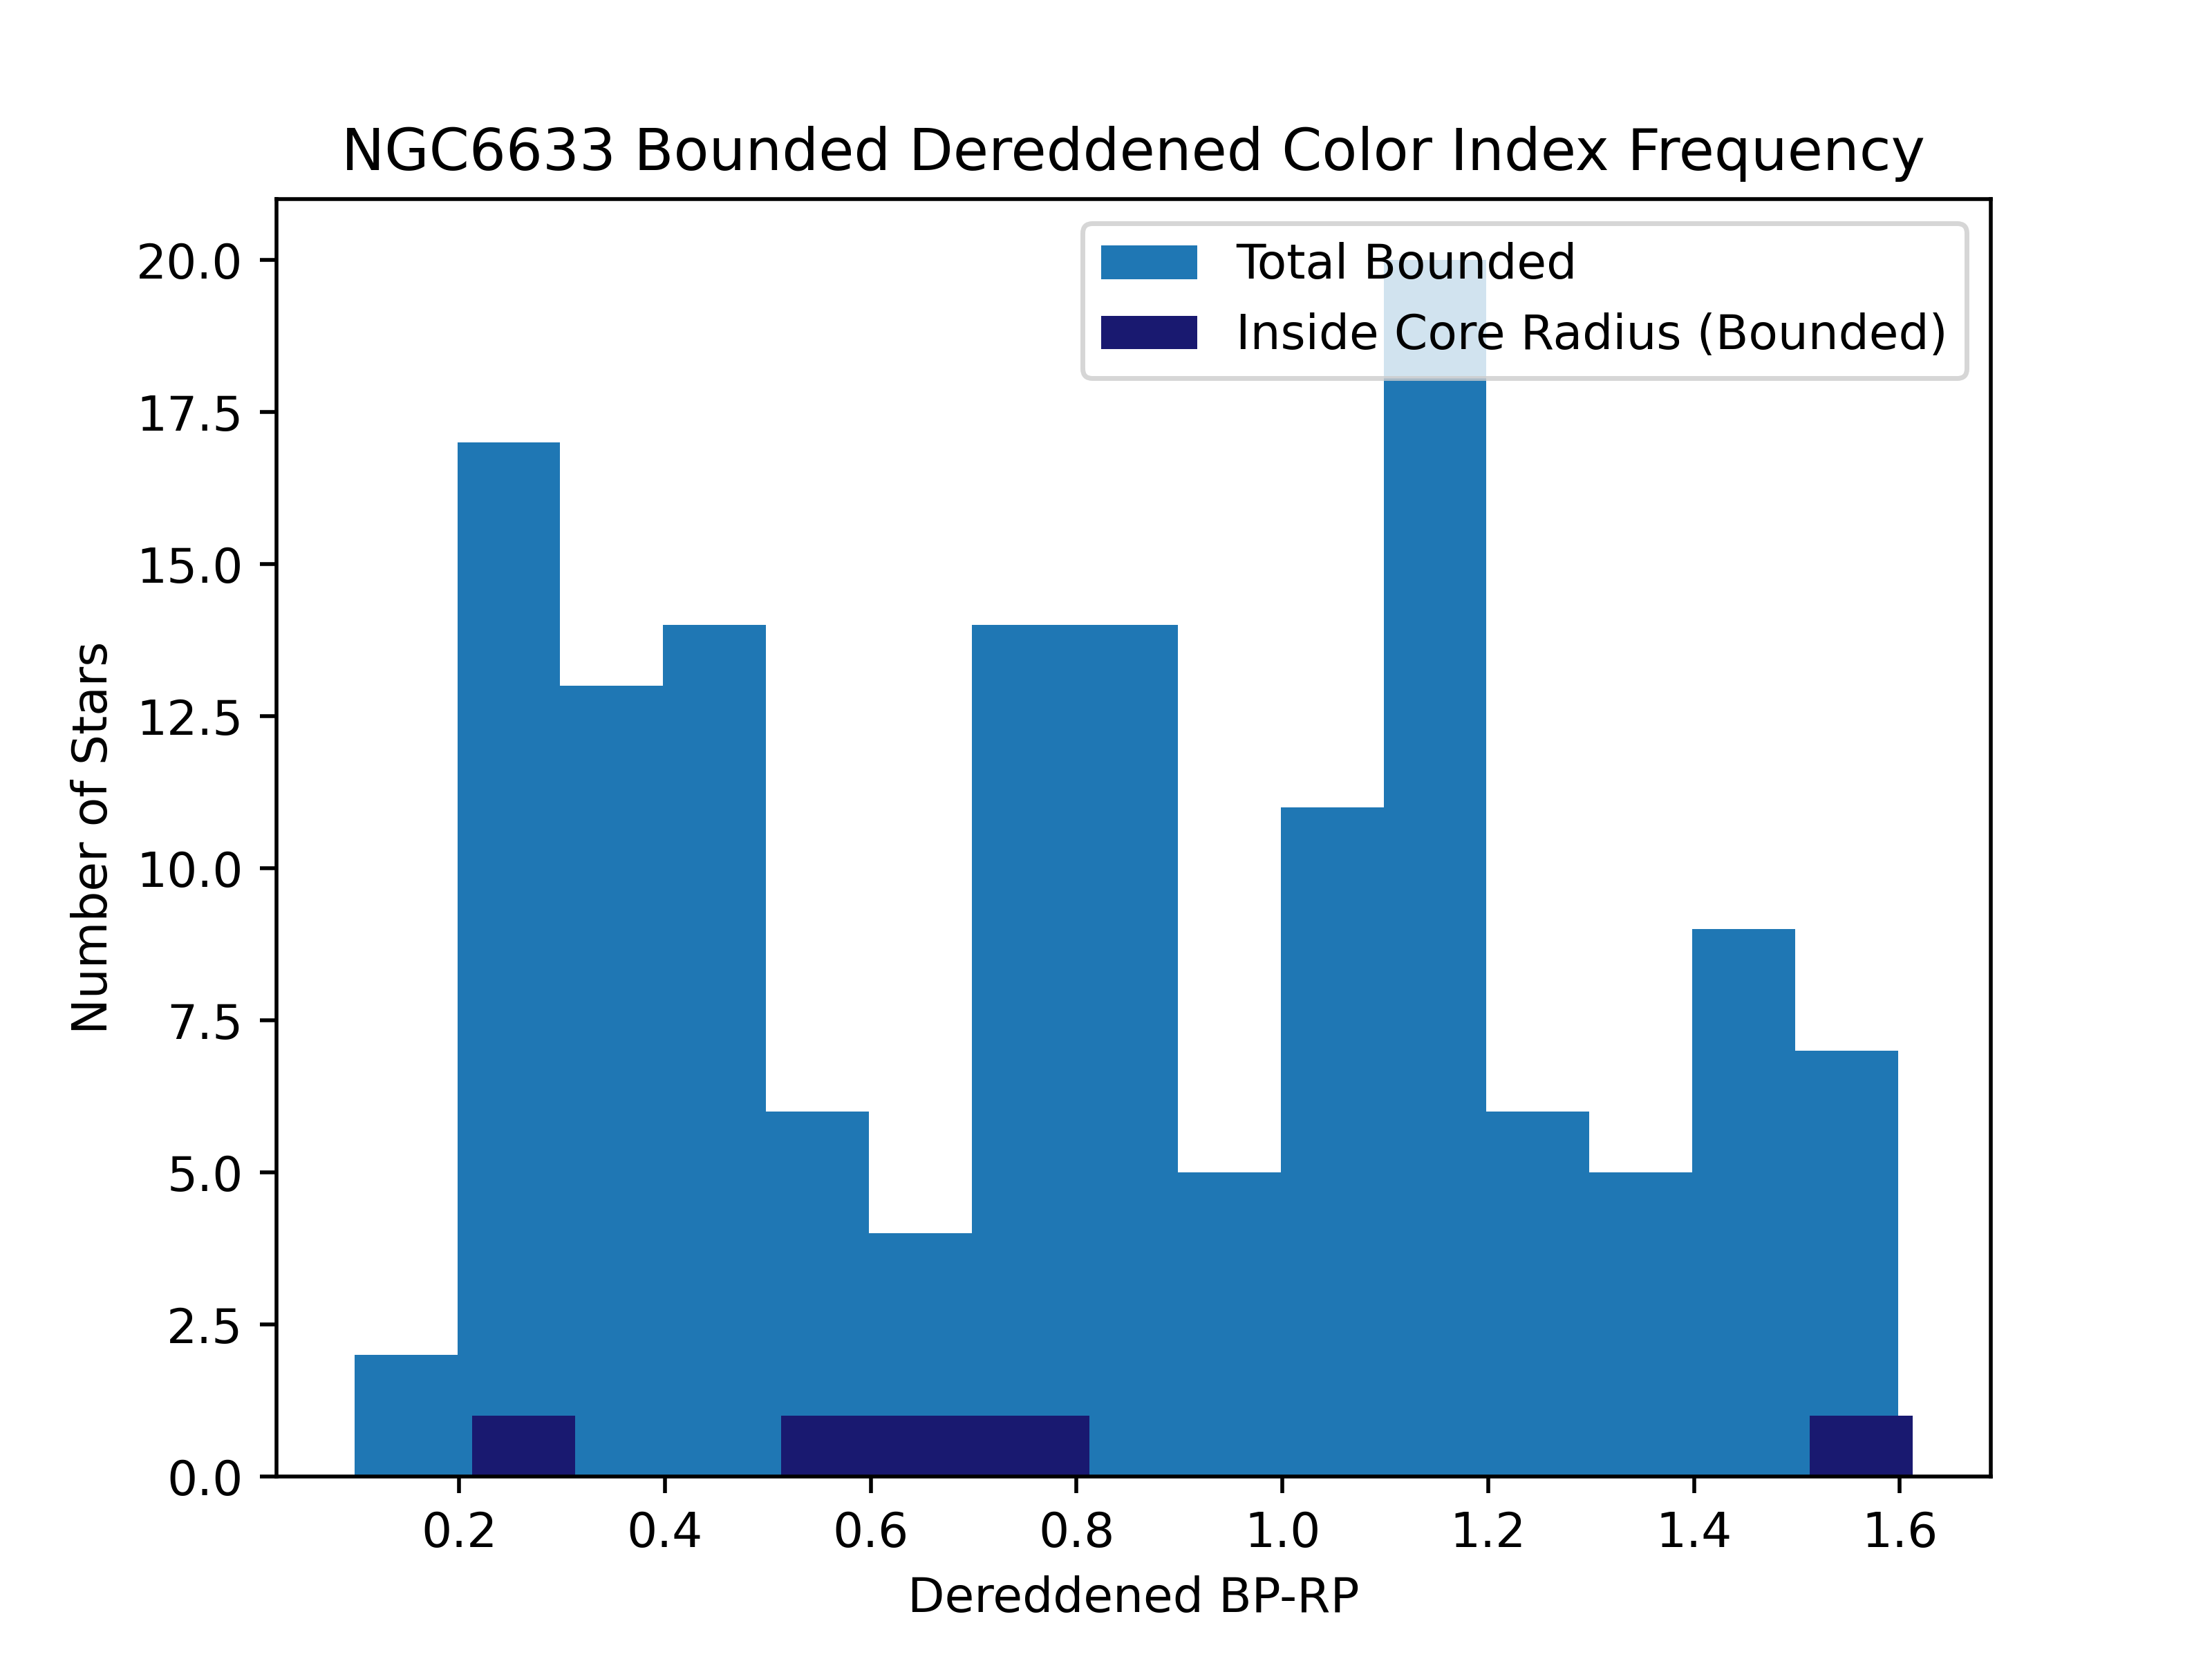 NGC6633 Bounded Dereddened Color Index Frequency
Total Bounded
Inside Core Radius (Bounded)
Number of Stars
20.0
17.5
15.0
12.5
10.0
7.5
5.0
2.5
0.0
0.2 0.4 0.6 0.8 1.0 1.2 1.4 1.6
Dereddened BP-RP